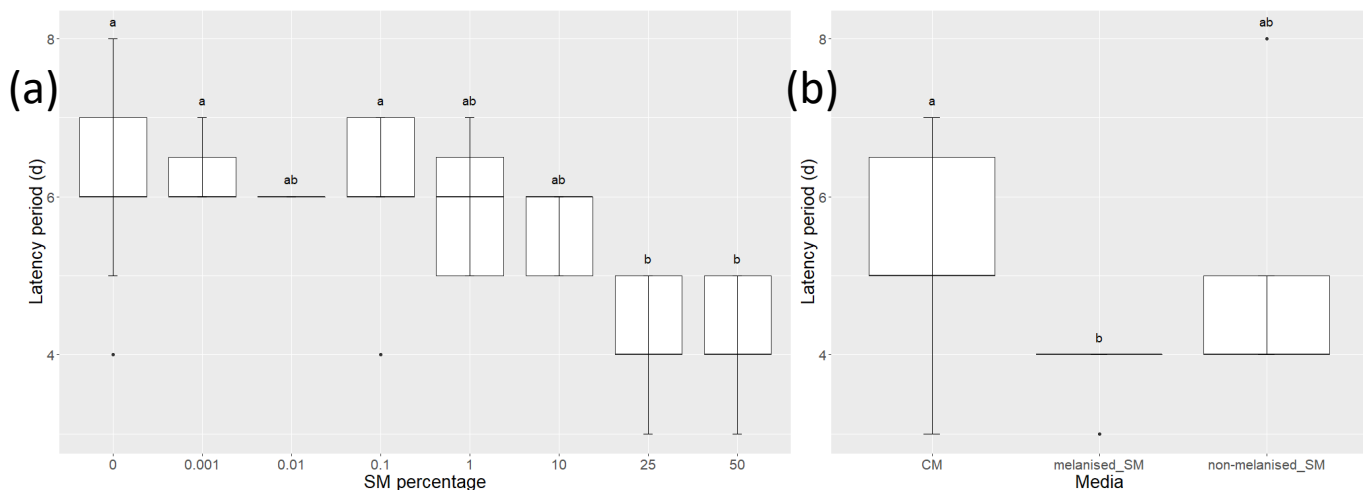 (a)
Latency period (d)
8
6
4
a
a
ab
a
ab
ab
b
b
0 0.001 0.01 0.1 1 10 25 50
SM percentage
(b)
Latency period (d)
8
6
4
a
b
ab
CM melanised_SM non-melanised_SM
Media